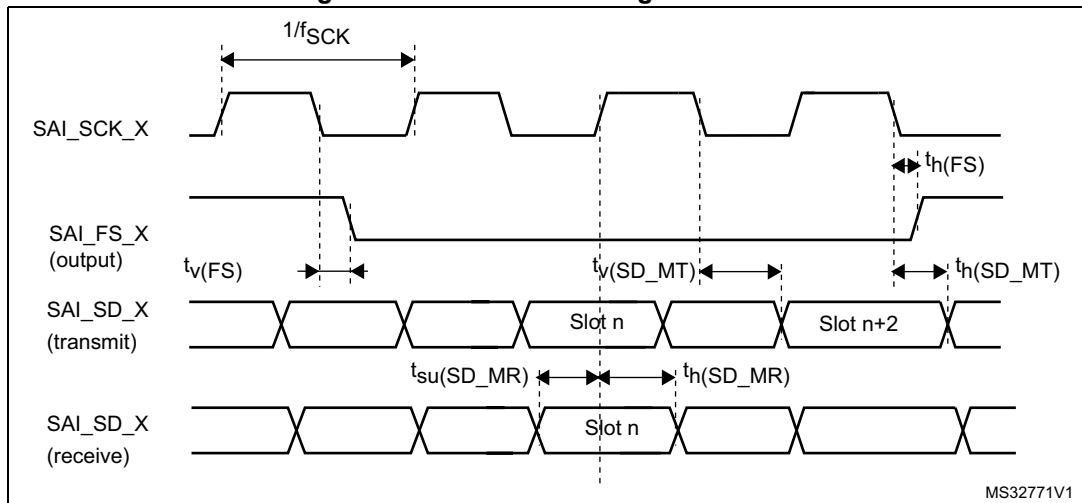 1/fSCK
SAI_SCK_X
th(FS)
SAI_FS_X
(output)
tv(FS)
tv(SD_MT)
th(SD_MT)
SAI_SD_X
(transmit)
Slot n
Slot n+2
tsu(SD_MR)
th(SD_MR)
SAI_SD_X
(receive)
Slot n
MS32771V1